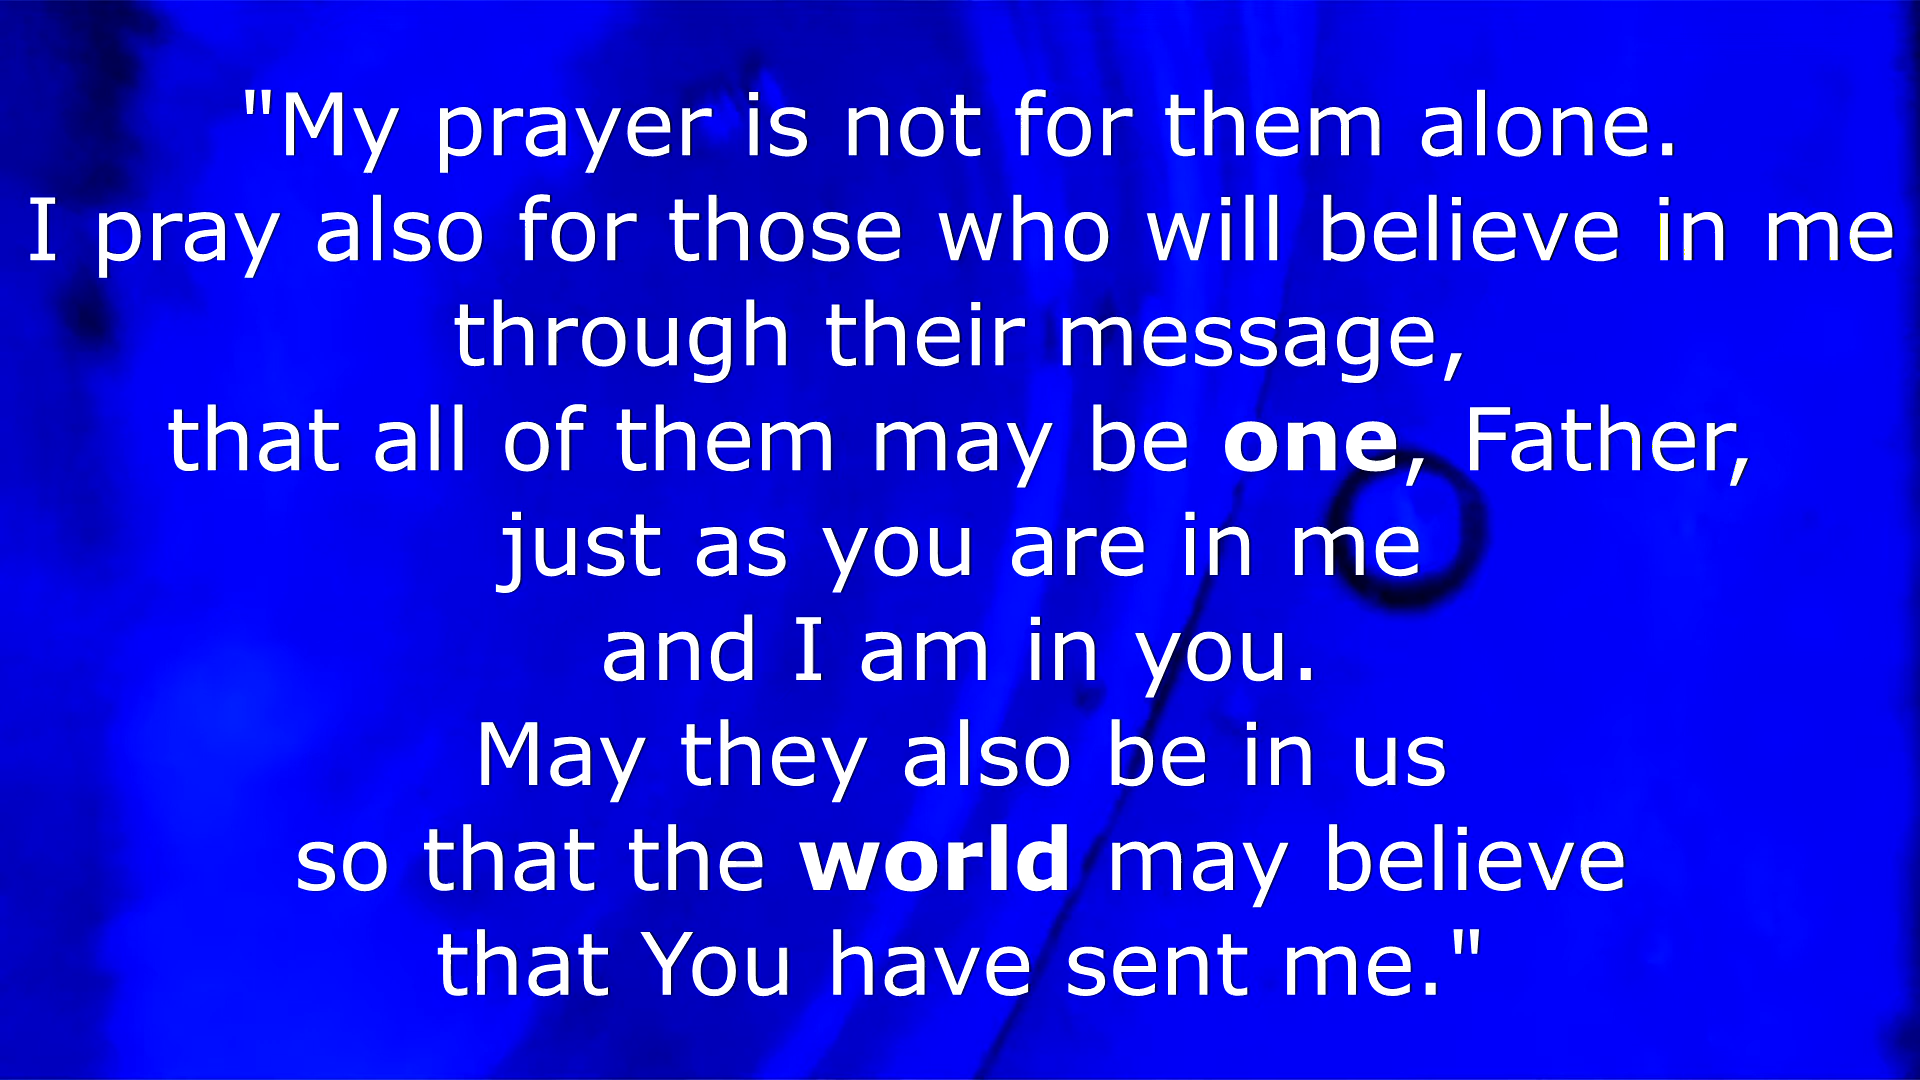 "My prayer is not for them alone.
I pray also for those who will believe in me
through their message,
that all of them may be one, Father,
just as you are in me
and I am in you.
May they also be in us
so that the world may believe
that You have sent me."